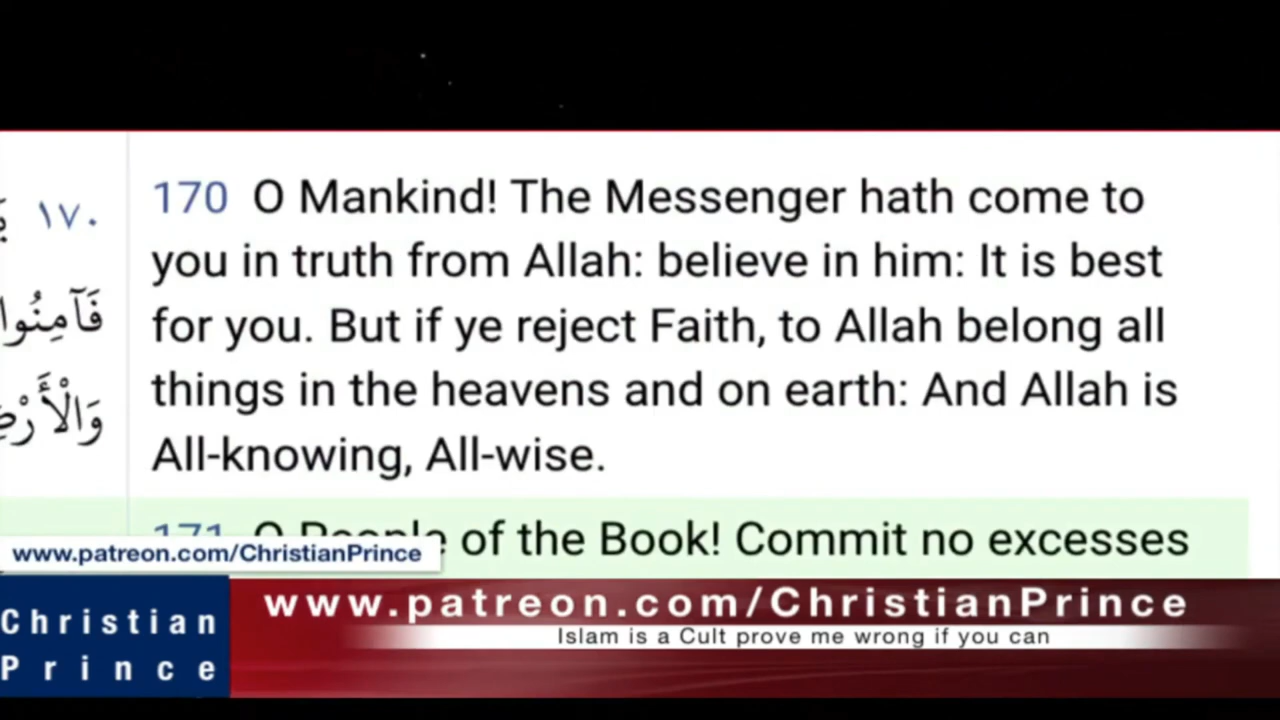 170 O Mankind! The Messenger hath come to
you in truth from Allah: believe in him: It is best
for you. But if ye reject Faith, to Allah belong all
things in the heavens and on earth: And Allah is
All-knowing, All-wise.
١٧٠
فَآمِنُوا
171 O People of the Book! Commit no excesses
www.patreon.com/ChristianPrince
Christian
Prince
www.patreon.com/ChristianPrince
Islam is a Cult prove me wrong if you can